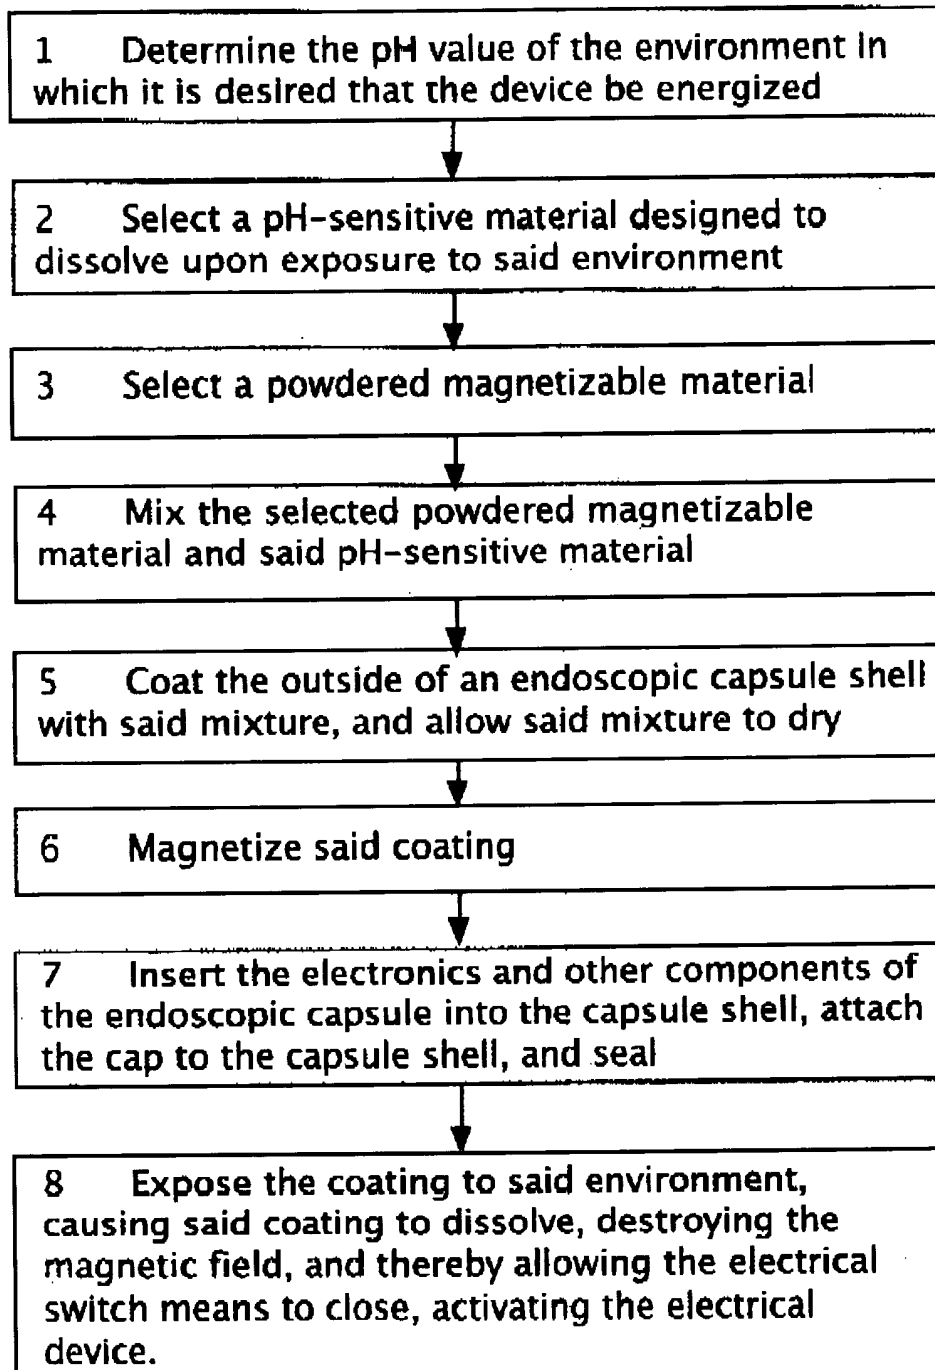 1 Determine the pH value of the environment in
which it is desired that the device be energized
2 Select a pH-sensitive material designed to
dissolve upon exposure to said environment
3 Select a powdered magnetizable material
4 Mix the selected powdered magnetizable
material and said pH-sensitive material
5 Coat the outside of an endoscopic capsule shell
with said mixture, and allow said mixture to dry
6 Magnetize said coating
7 Insert the electronics and other components of
the endoscopic capsule into the capsule shell, attach
the cap to the capsule shell, and seal
8 Expose the coating to said environment,
causing said coating to dissolve, destroying the
magnetic field, and thereby allowing the electrical
switch means to close, activating the electrical
device.